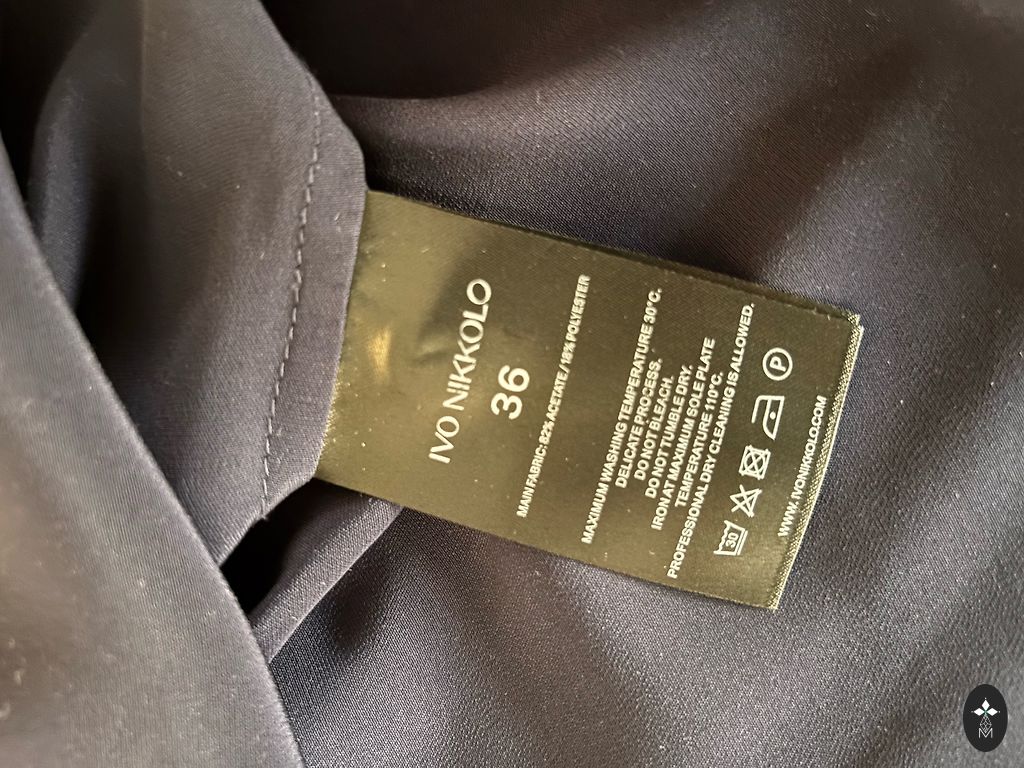 IVO NIKKOLO
36
MAIN FABRIC: 82% ACETATE / 18% POLYESTER
MAXIMUM WASHING TEMPERATURE 30°C.
DELICATE PROCESS.
DO NOT BLEACH.
DO NOT TUMBLE DRY.
IRON AT MAXIMUM SOLE PLATE
TEMPERATURE 110°C.
PROFESSIONAL DRY CLEANING IS ALLOWED.
30 P
WWW.IVONIKKOLO.COM
M